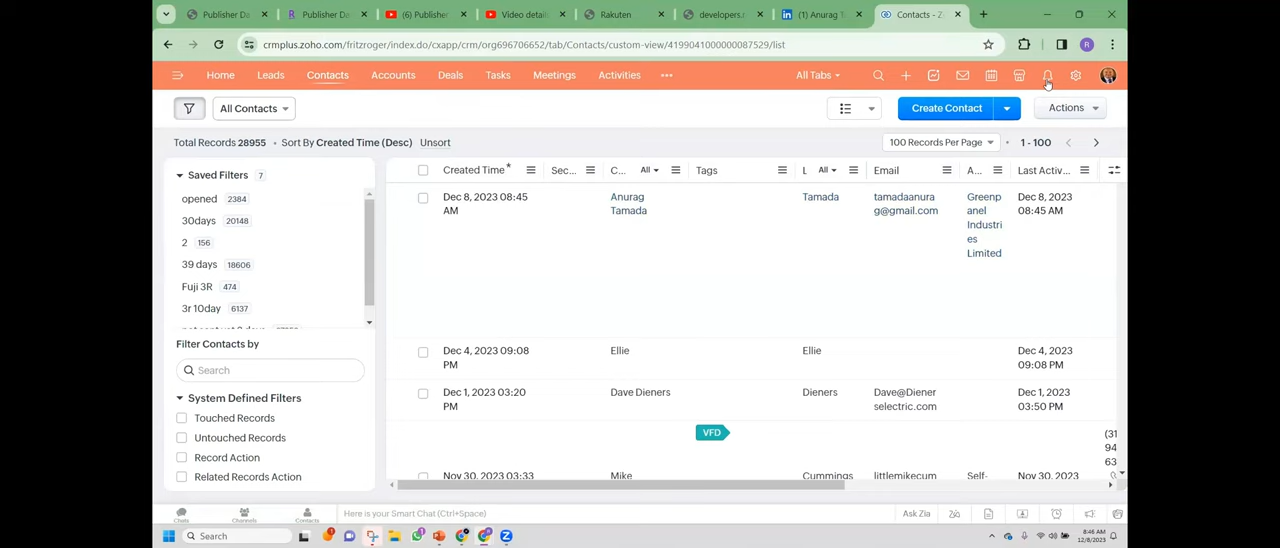 Publisher Da
Publisher Da
(6) Publisher
Video detail
Rakuten
developers.r
(1) Anurag T
Contacts - Z
crmplus.zoho.com/fritzroger/index.do/cxapp/crm/org696706652/tab/Contacts/custom-view/4199041000000087529/list
Home Leads Contacts Accounts Deals Tasks Meetings Activities All Tabs
All Contacts
Create Contact
Actions
Total Records 28955 • Sort By Created Time (Desc) Unsort
100 Records Per Page • 1 - 100
Saved Filters 7
opened 2384
30days 20148
2 156
39 days 18606
Fuji 3R 474
3r 10day 6137
Filter Contacts by
Search
System Defined Filters
Touched Records
Untouched Records
Record Action
Related Records Action
Created Time * Sec... C... All Tags L All Email A... Last Activ...
Dec 8, 2023 08:45
AM
Anurag
Tamada
Tamada
tamadaanura
g@gmail.com
Greenp
anel
Industri
es
Limited
Dec 8, 2023
08:45 AM
Dec 4, 2023 09:08
PM
Ellie
Ellie
Dec 4, 2023
09:08 PM
Dec 1, 2023 03:20
PM
Dave Dieners
Dieners
Dave@Diener
selectric.com
Dec 1, 2023
03:50 PM
VFD
(31
94
63
Nov 30, 2023 03:33
Mike
Cummings
littlemikecum
Self-
Nov 30, 2023
Chats
Channels
Contacts
Here is your Smart Chat (Ctrl+Space)
Ask Zia
Search
8:46 AM
12/8/2023